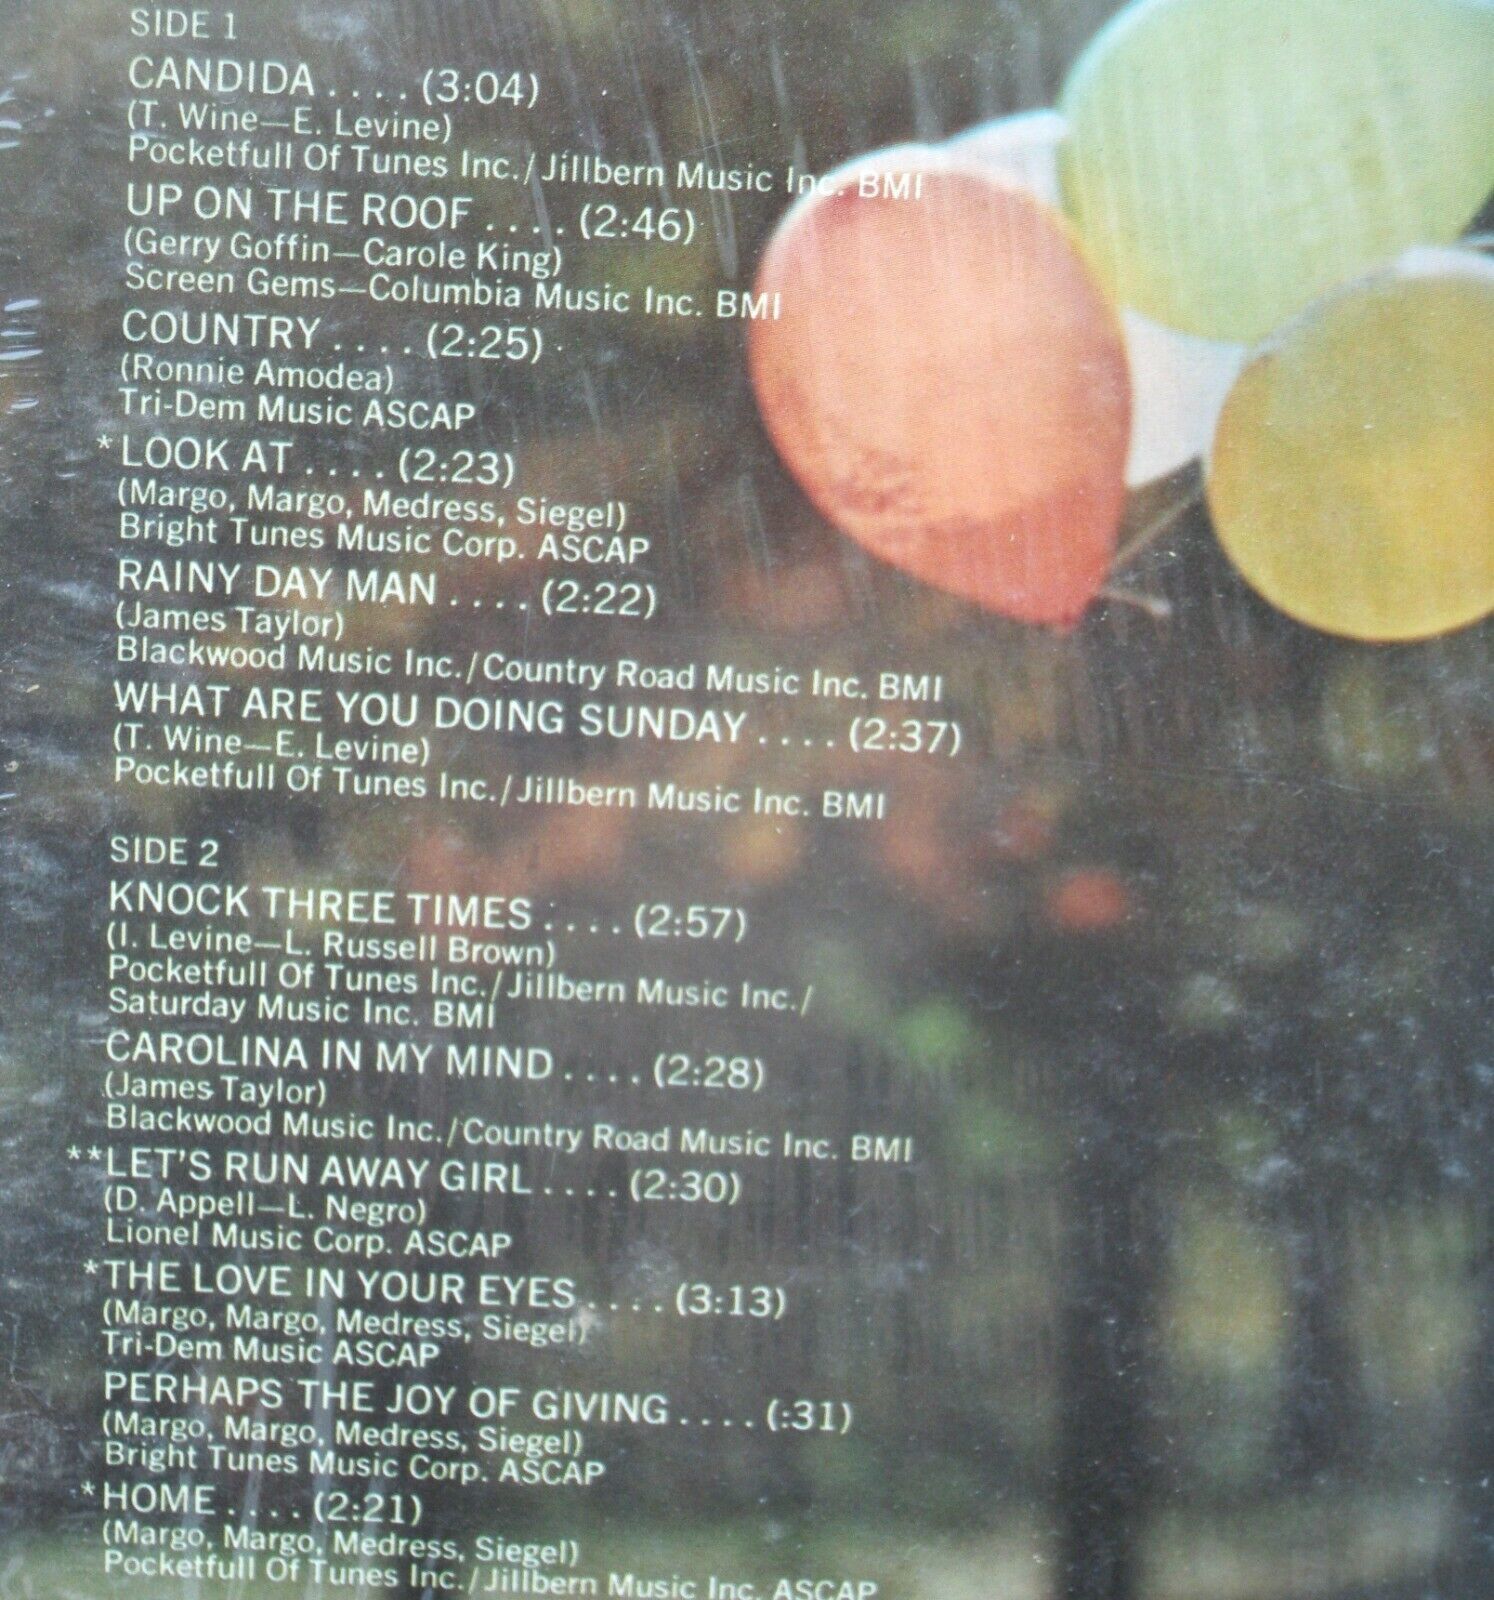 SIDE 1
CANDIDA . . . . (3:04)
(T. Wine—E. Levine)
Pocketfull Of Tunes Inc./Jillbern Music Inc. BMI
UP ON THE ROOF . . . . (2:46)
(Gerry Goffin—Carole King)
Screen Gems—Columbia Music Inc. BMI
COUNTRY . . . . (2:25)
(Ronnie Amodea)
Tri-Dem Music ASCAP
*LOOK AT . . . . (2:23)
(Margo, Margo, Medress, Siegel)
Bright Tunes Music Corp. ASCAP
RAINY DAY MAN . . . . (2:22)
(James Taylor)
Blackwood Music Inc./Country Road Music Inc. BMI
WHAT ARE YOU DOING SUNDAY . . . . (2:37)
(T. Wine—E. Levine)
Pocketfull Of Tunes Inc./Jillbern Music Inc. BMI
SIDE 2
KNOCK THREE TIMES . . . . (2:57)
(I. Levine—L. Russell Brown)
Pocketfull Of Tunes Inc./Jillbern Music Inc./
Saturday Music Inc. BMI
CAROLINA IN MY MIND . . . . (2:28)
(James Taylor)
Blackwood Music Inc./Country Road Music Inc. BMI
**LET'S RUN AWAY GIRL . . . . (2:30)
(D. Appell—L. Negro)
Lionel Music Corp. ASCAP
*THE LOVE IN YOUR EYES . . . . (3:13)
(Margo, Margo, Medress, Siegel)
Tri-Dem Music ASCAP
PERHAPS THE JOY OF GIVING . . . . (:31)
(Margo, Margo, Medress, Siegel)
Bright Tunes Music Corp. ASCAP
*HOME . . . . (2:21)
(Margo, Margo, Medress, Siegel)
Pocketfull Of Tunes Inc./Jillbern Music Inc. ASCAP